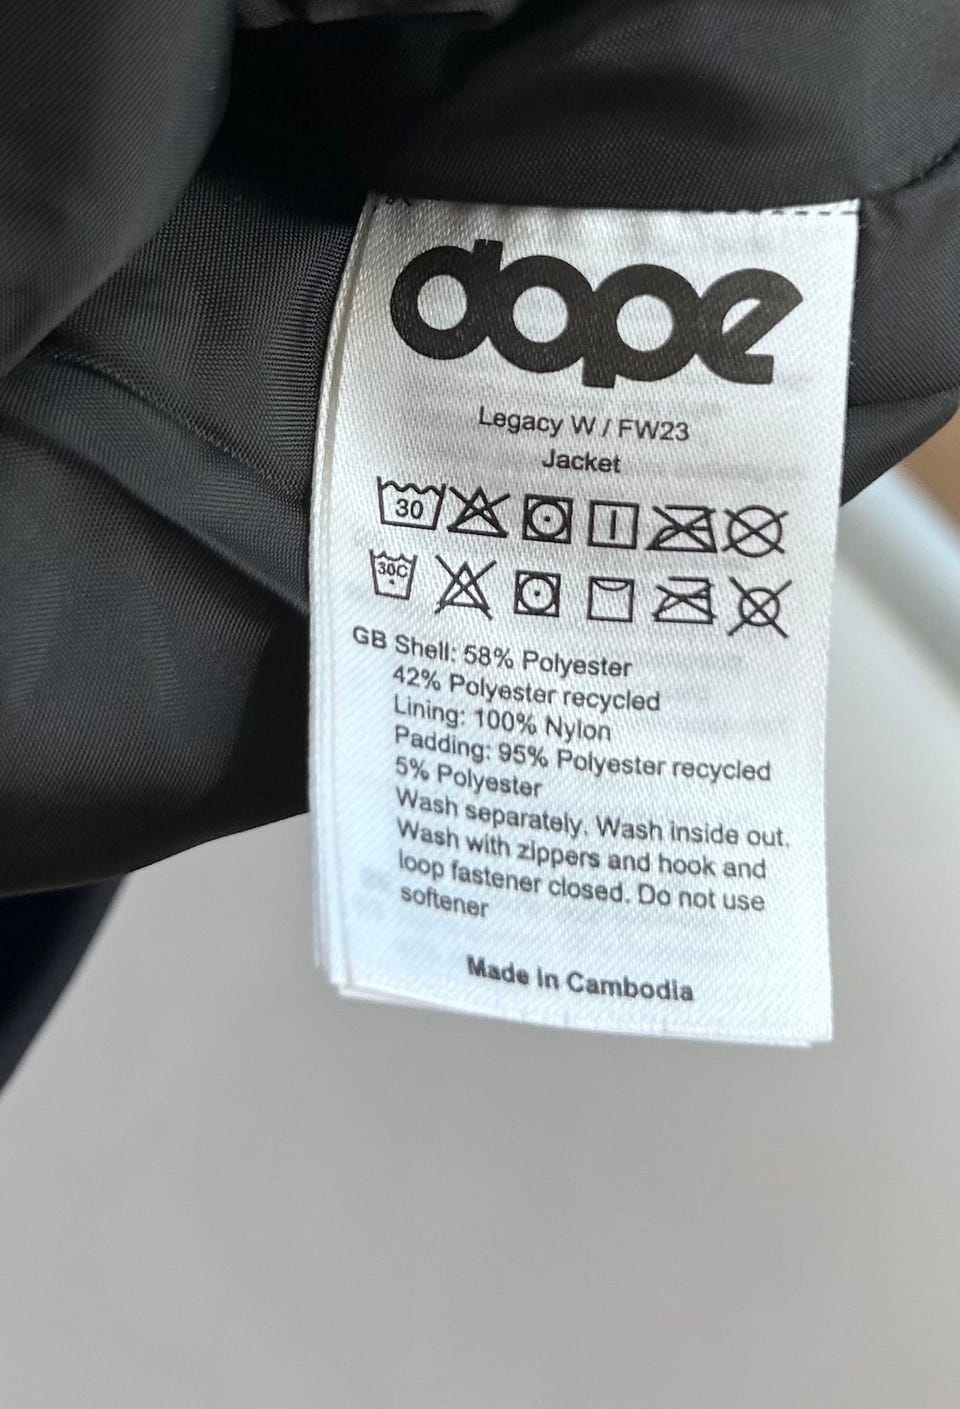 dope
Legacy W / FW23
Jacket
30
30C
GB Shell: 58% Polyester
42% Polyester recycled
Lining: 100% Nylon
Padding: 95% Polyester recycled
5% Polyester
Wash separately. Wash inside out.
Wash with zippers and hook and
loop fastener closed. Do not use
softener
Made in Cambodia